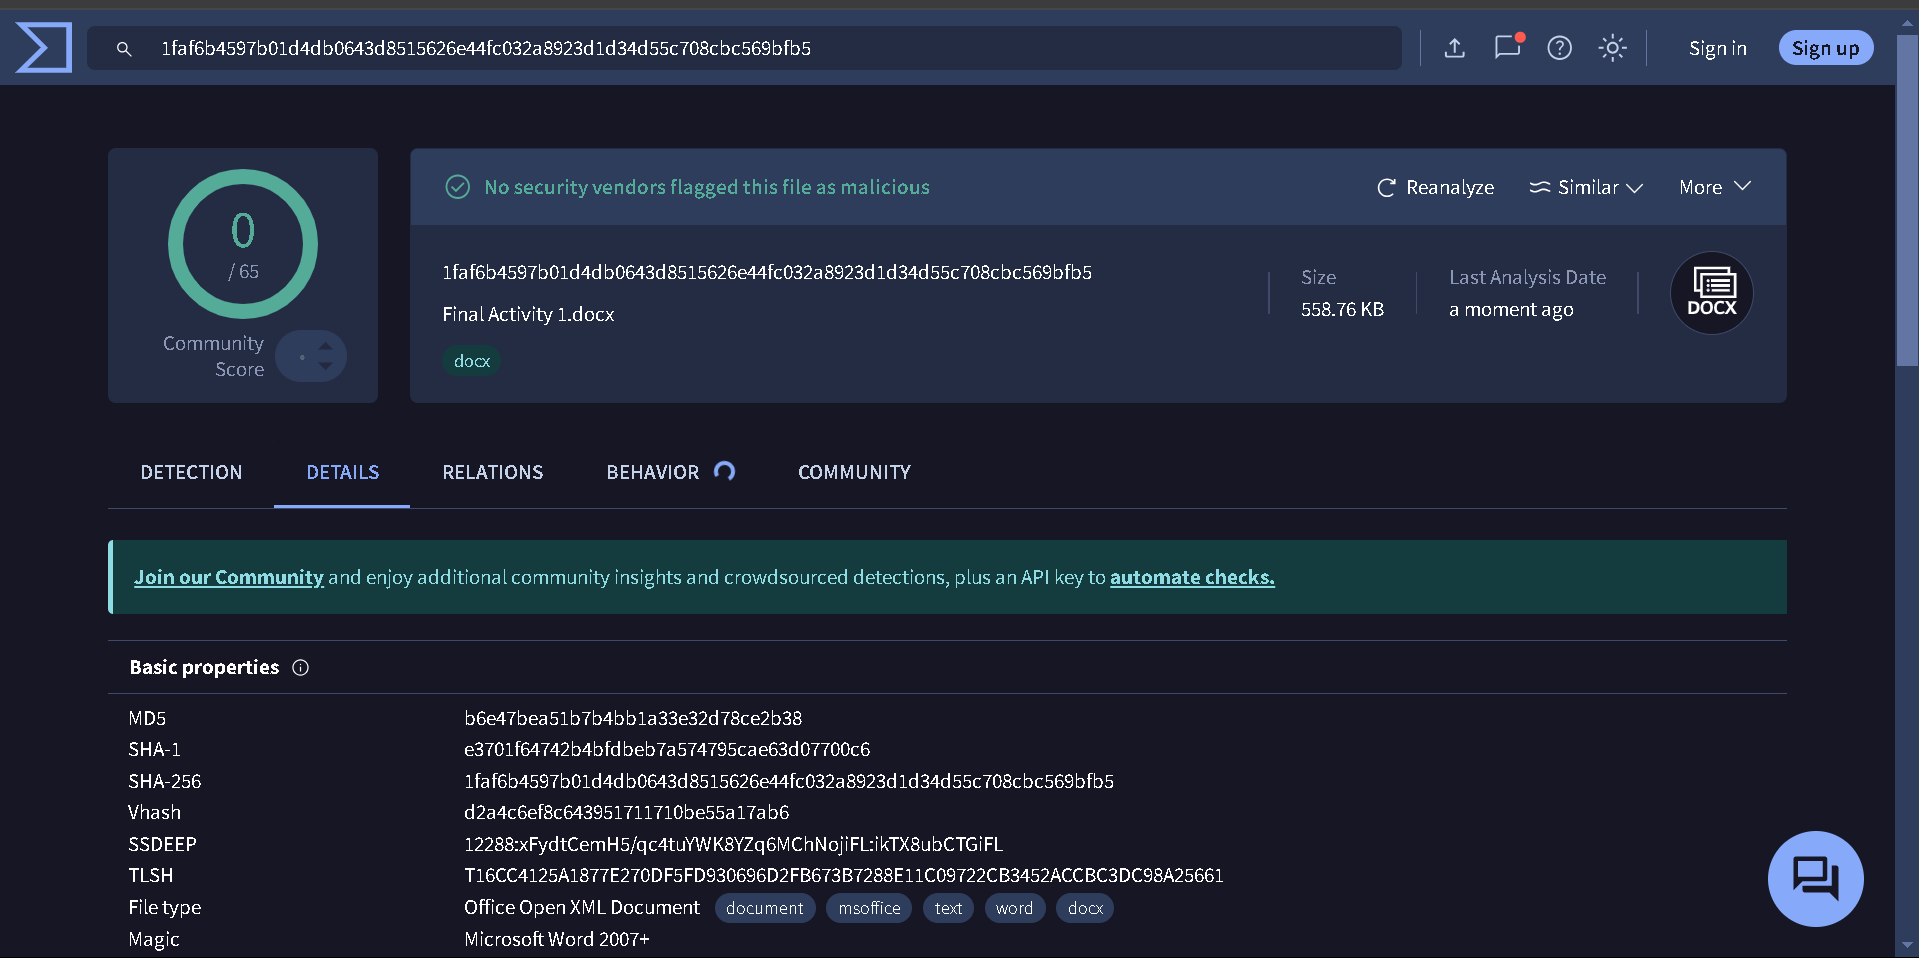 1faf6b4597b01d4db0643d8515626e44fc032a8923d1d34d55c708cbc569bfb5
Sign in
Sign up
0
/ 65
Community
Score
No security vendors flagged this file as malicious
Reanalyze
Similar
More
1faf6b4597b01d4db0643d8515626e44fc032a8923d1d34d55c708cbc569bfb5
Final Activity 1.docx
docx
Size
558.76 KB
Last Analysis Date
a moment ago
DOCX
DETECTION
DETAILS
RELATIONS
BEHAVIOR
COMMUNITY
Join our Community and enjoy additional community insights and crowdsourced detections, plus an API key to automate checks.
Basic properties
MD5 b6e47bea51b7b4bb1a33e32d78ce2b38
SHA-1 e3701f64742b4bfdbeb7a574795cae63d07700c6
SHA-256 1faf6b4597b01d4db0643d8515626e44fc032a8923d1d34d55c708cbc569bfb5
Vhash d2a4c6ef8c643951711710be55a17ab6
SSDEEP 12288:xFydtCemH5/qc4tuYWK8YZq6MChNojiFL:ikTX8ubCTGiFL
TLSH T16CC4125A1877E270DF5FD930696D2FB673B7288E11C09722CB3452ACCBC3DC98A25661
File type Office Open XML Document document msoffice text word docx
Magic Microsoft Word 2007+